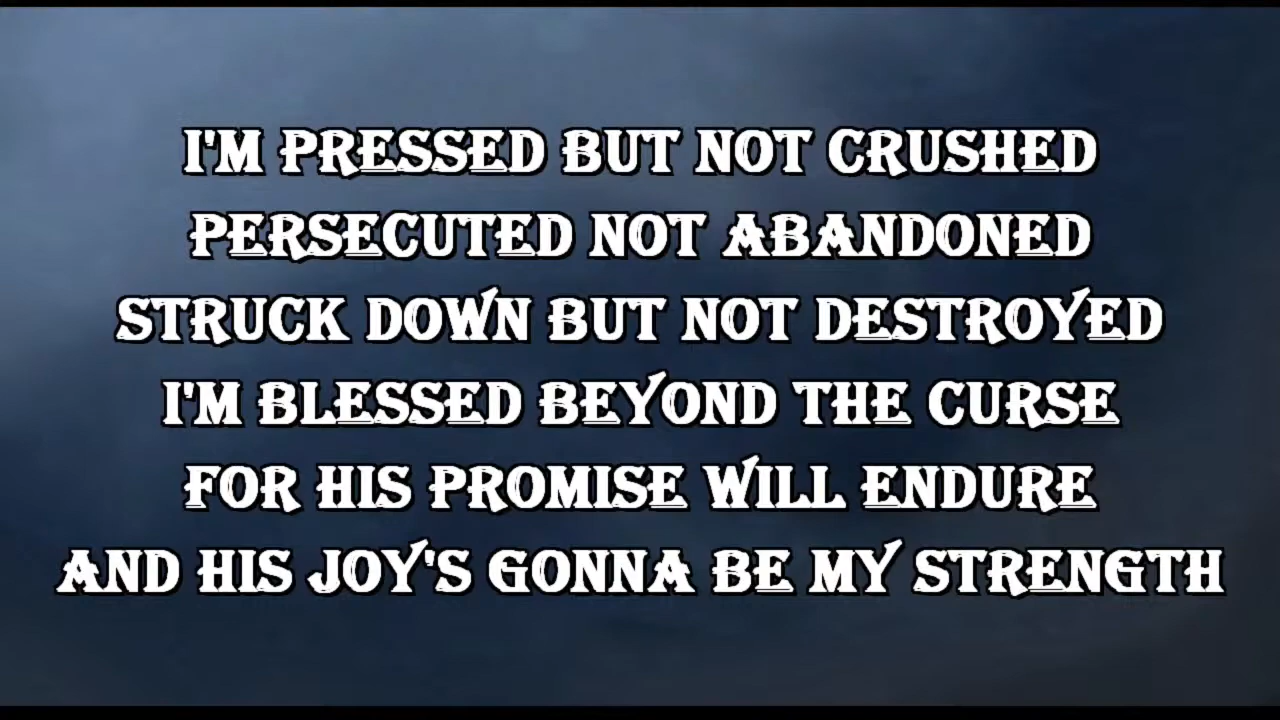 I'M PRESSED BUT NOT CRUSHED
PERSECUTED NOT ABANDONED
STRUCK DOWN BUT NOT DESTROYED
I'M BLESSED BEYOND THE CURSE
FOR HIS PROMISE WILL ENDURE
AND HIS JOY'S GONNA BE MY STRENGTH